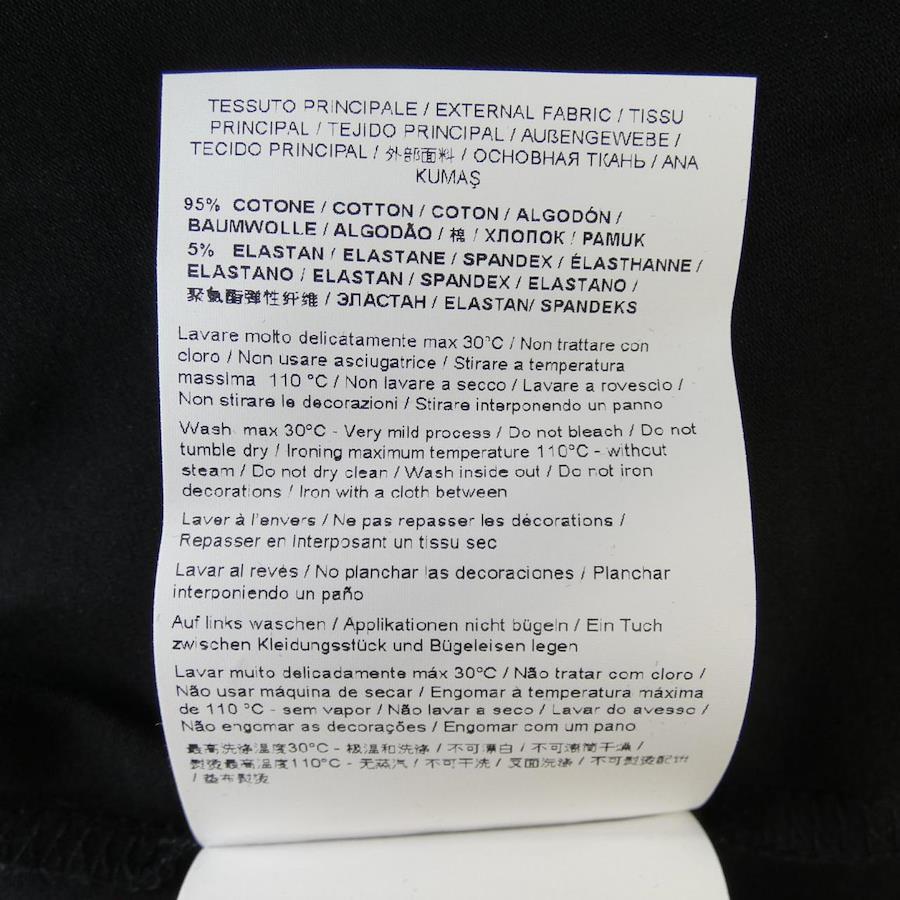 TESSUTO PRINCIPALE / EXTERNAL FABRIC / TISSU
PRINCIPAL / TEJIDO PRINCIPAL / AUßENGEWEBE /
TECIDO PRINCIPAL / 外部面料 / ОСНОВНАЯ ТКАНЬ / ANA
KUMAŞ
95% COTONE / COTTON / COTON / ALGODÓN /
BAUMWOLLE / ALGODÃO / 棉 / ХЛОПОК / PAMUK
5% ELASTAN / ELASTANE / SPANDEX / ÉLASTHANNE /
ELASTANO / ELASTAN / SPANDEX / ELASTANO /
聚氨酯弹性纤维 / ЭЛАСТАН / ELASTAN/ SPANDEKS
Lavare molto delicatamente max 30°C / Non trattare con
cloro / Non usare asciugatrice / Stirare a temperatura
massima 110 °C / Non lavare a secco / Lavare a rovescio /
Non stirare le decorazioni / Stirare interponendo un panno
Wash max 30°C - Very mild process / Do not bleach / Do not
tumble dry / Ironing maximum temperature 110°C - without
steam / Do not dry clean / Wash inside out / Do not iron
decorations / Iron with a cloth between
Laver à l'envers / Ne pas repasser les décorations /
Repasser en interposant un tissu sec
Lavar al revés / No planchar las decoraciones / Planchar
interponiendo un paño
Auf links waschen / Applikationen nicht bügeln / Ein Tuch
zwischen Kleidungsstück und Bügeleisen legen
Lavar muito delicadamente máx 30°C / Não tratar com cloro /
Não usar máquina de secar / Engomar à temperatura máxima
de 110 °C - sem vapor / Não lavar a seco / Lavar do avesso /
Não engomar as decorações / Engomar com um pano
最高洗涤温度30°C - 极温和洗涤 / 不可漂白 / 不可滚筒干燥 /
熨烫最高温度110°C - 无蒸汽 / 不可干洗 / 反面洗涤 / 不可熨烫配饰
/ 垫布熨烫